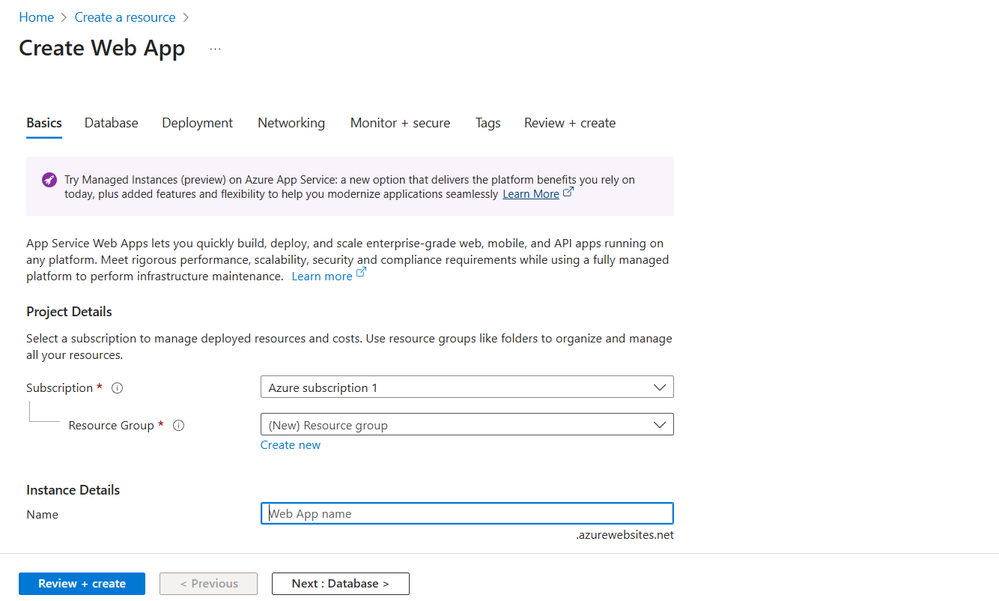 Home > Create a resource >
Create Web App ...
Basics Database Deployment Networking Monitor + secure Tags Review + create
Try Managed Instances (preview) on Azure App Service: a new option that delivers the platform benefits you rely on
today, plus added features and flexibility to help you modernize applications seamlessly Learn More
App Service Web Apps lets you quickly build, deploy, and scale enterprise-grade web, mobile, and API apps running on
any platform. Meet rigorous performance, scalability, security and compliance requirements while using a fully managed
platform to perform infrastructure maintenance. Learn more
Project Details
Select a subscription to manage deployed resources and costs. Use resource groups like folders to organize and manage
all your resources.
Subscription * Azure subscription 1
Resource Group * (New) Resource group
Create new
Instance Details
Name Web App name
.azurewebsites.net
Review + create < Previous Next : Database >